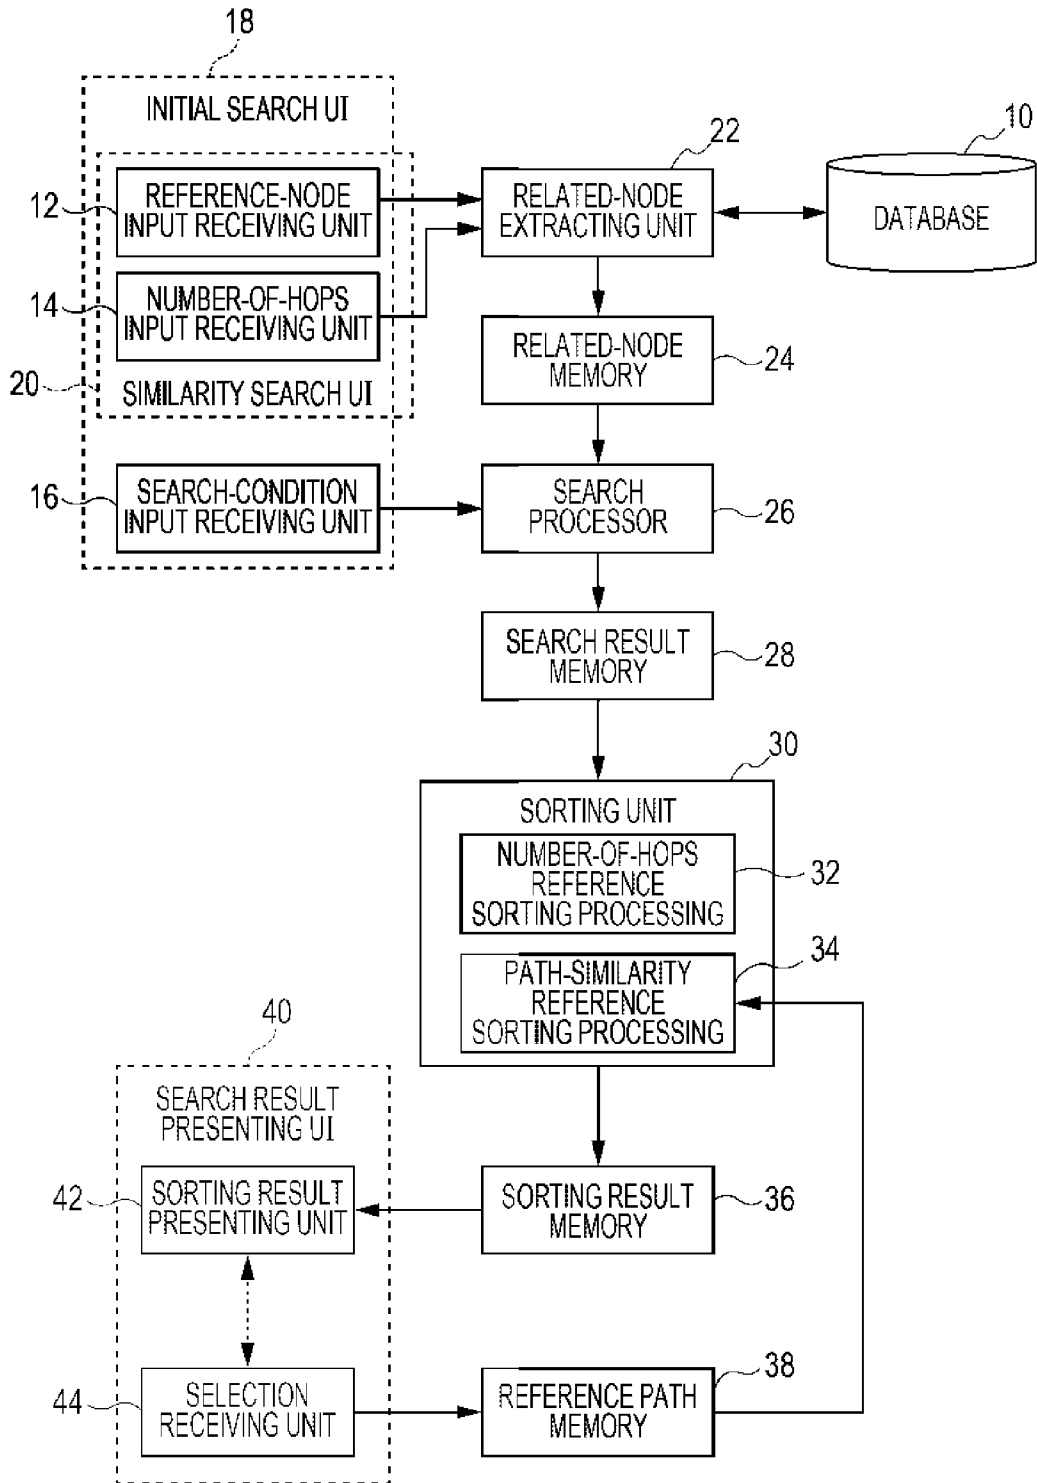 18
INITIAL SEARCH UI
10
22
12
REFERENCE-NODE
INPUT RECEIVING UNIT
RELATED-NODE
EXTRACTING UNIT
DATABASE
14
NUMBER-OF-HOPS
INPUT RECEIVING UNIT
RELATED-NODE
MEMORY
24
20
SIMILARITY SEARCH UI
16
SEARCH-CONDITION
INPUT RECEIVING UNIT
SEARCH
PROCESSOR
26
SEARCH RESULT
MEMORY
28
30
SORTING UNIT
NUMBER-OF-HOPS
REFERENCE
SORTING PROCESSING
32
34
PATH-SIMILARITY
REFERENCE
SORTING PROCESSING
40
SEARCH RESULT
PRESENTING UI
42
SORTING RESULT
PRESENTING UNIT
SORTING RESULT
MEMORY
36
44
SELECTION
RECEIVING UNIT
REFERENCE PATH
MEMORY
38